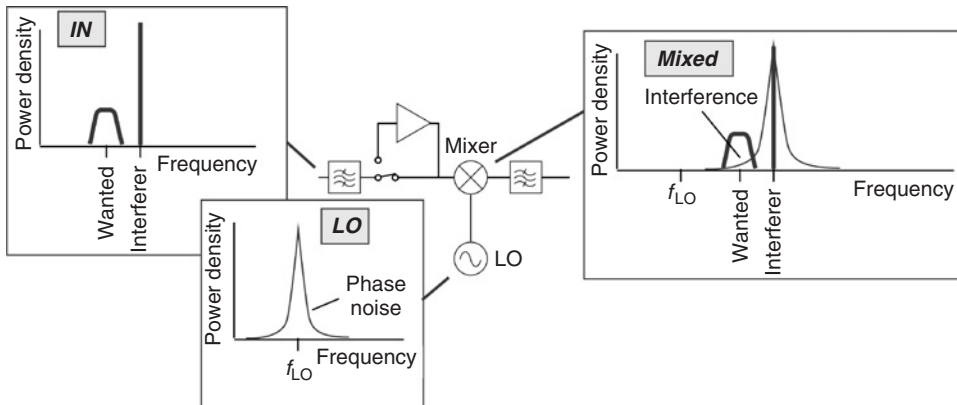 IN
Power density
Frequency
Wanted
Interferer
LO
Power density
Phase
noise
Frequency
fLO
Mixer
LO
Mixed
Power density
Interference
Frequency
fLO
Wanted
Interferer